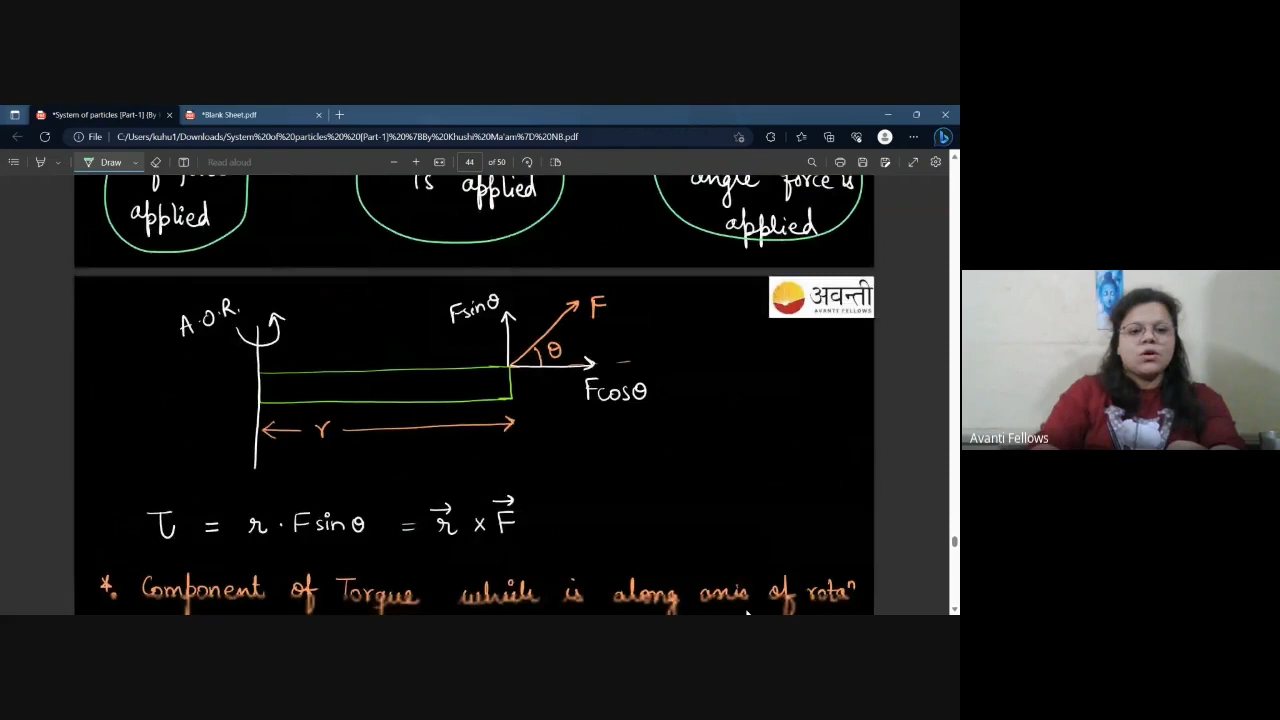 *System of particles [Part-1] {By
*Blank Sheet.pdf
File
C:/Users/kuhu1/Downloads/System%20of%20particles%20%20[Part-1]%20%7BBy%20Khushi%20Ma'am%7D%20NB.pdf
Draw
Read aloud
44
of 50
applied
is applied
angle force is
applied
A.O.R.
Fsinθ
F
θ
Fcosθ
r
अवन्ती
AVANTI FELLOWS
τ = r . F sin θ = r⃗ × F⃗
*. Component of Torque which is along axis of rotaⁿ
Avanti Fellows